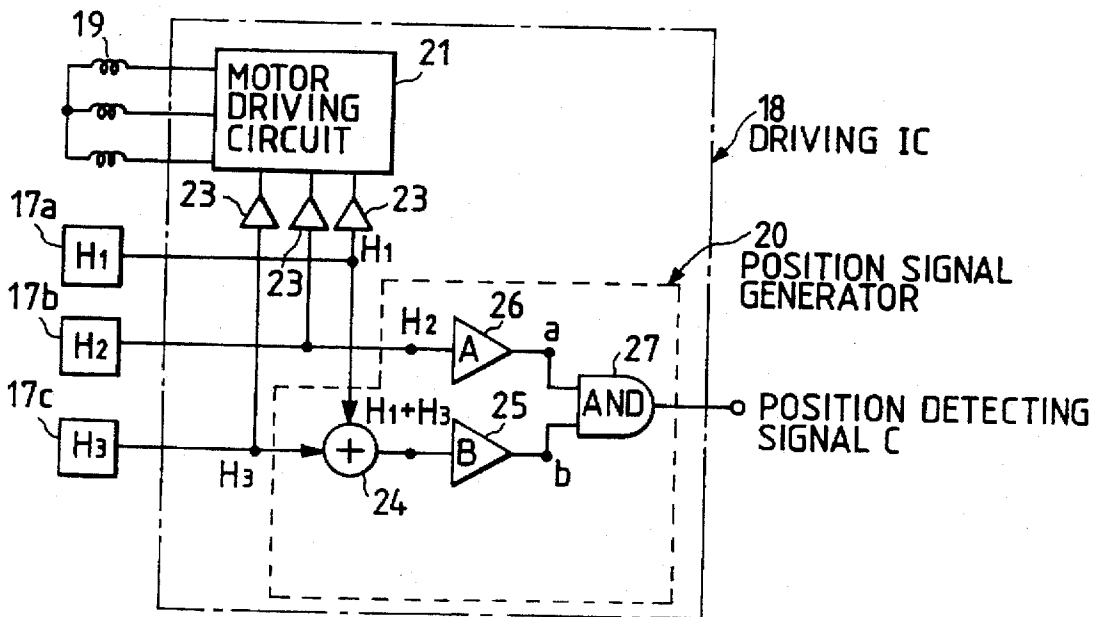 19
MOTOR
DRIVING
CIRCUIT
21
18
DRIVING IC
23
23
23
17a
H1
H1
20
POSITION SIGNAL
GENERATOR
17b
H2
H2
26
A
a
27
AND
17c
H3
H3
H1+H3
+
24
25
B
b
POSITION DETECTING
SIGNAL C